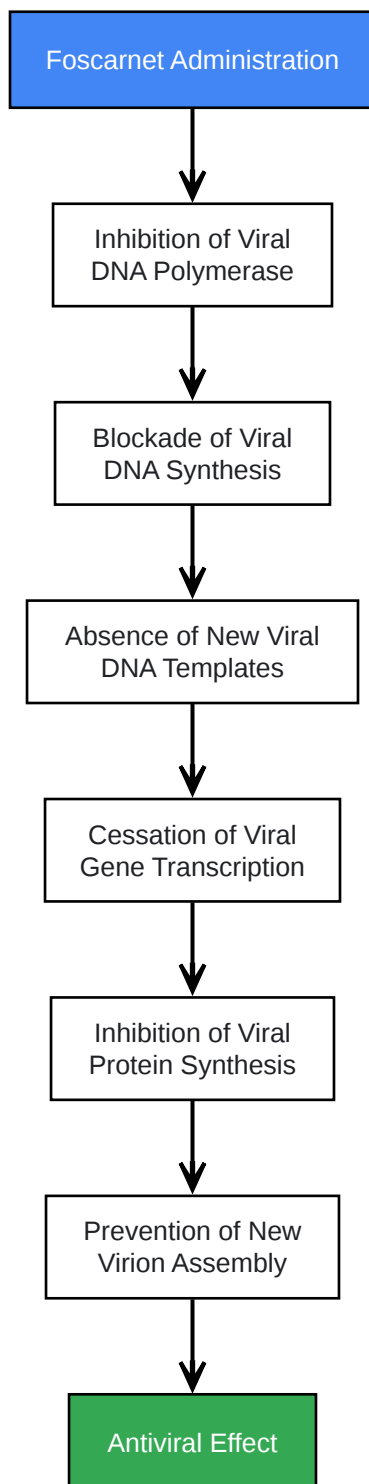 Foscarnet Administration
Inhibition of Viral
DNA Polymerase
Blockade of Viral
DNA Synthesis
Absence of New Viral
DNA Templates
Cessation of Viral
Gene Transcription
Inhibition of Viral
Protein Synthesis
Prevention of New
Virion Assembly
Antiviral Effect